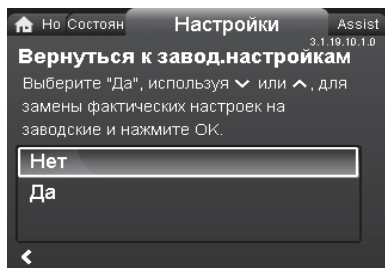 Но Состоян Настройки Assist
3.1.19.10.1.0
Вернуться к завод.настройкам
Выберите "Да", используя ⌄ или ⌃, для
замены фактических настроек на
заводские и нажмите OK.
Нет
Да